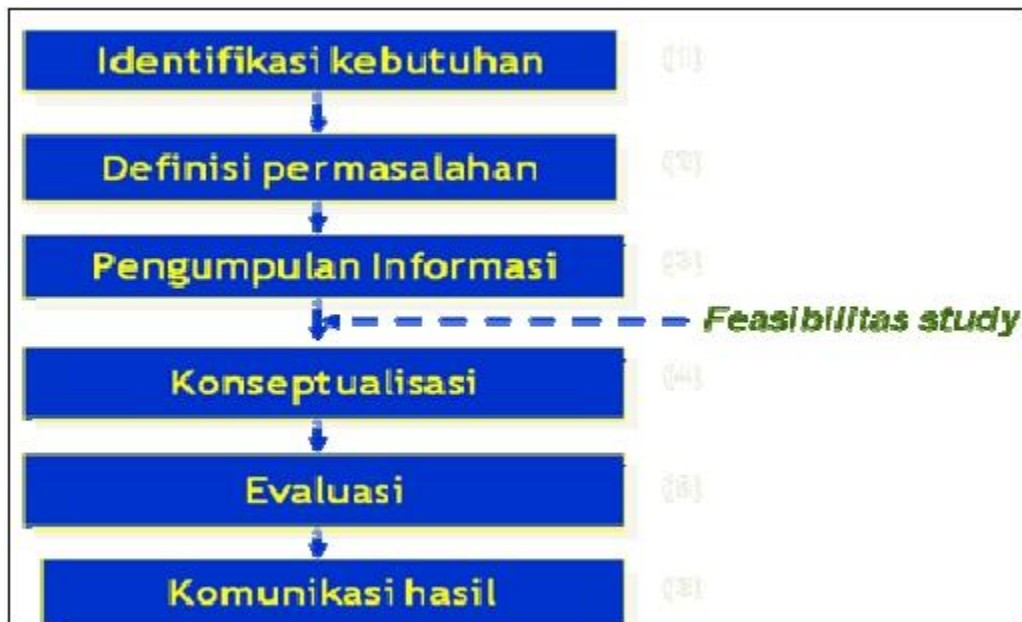 Identifikasi kebutuhan
Definisi permasalahan
Pengumpulan Informasi
Feasibilitas study
Konseptualisasi
Evaluasi
Komunikasi hasil